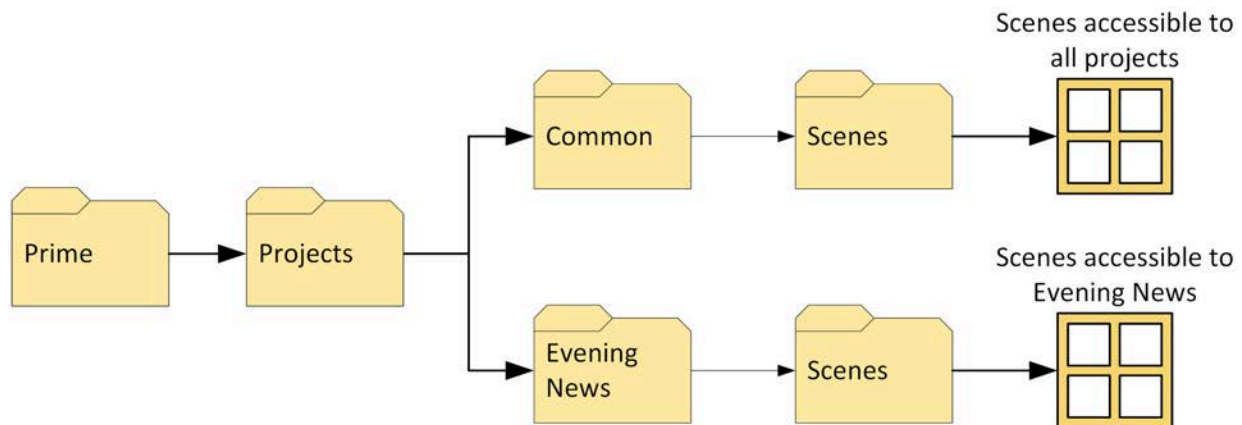 Scenes accessible to
all projects
Common
Scenes
Prime
Projects
Scenes accessible to
Evening News
Evening
News
Scenes